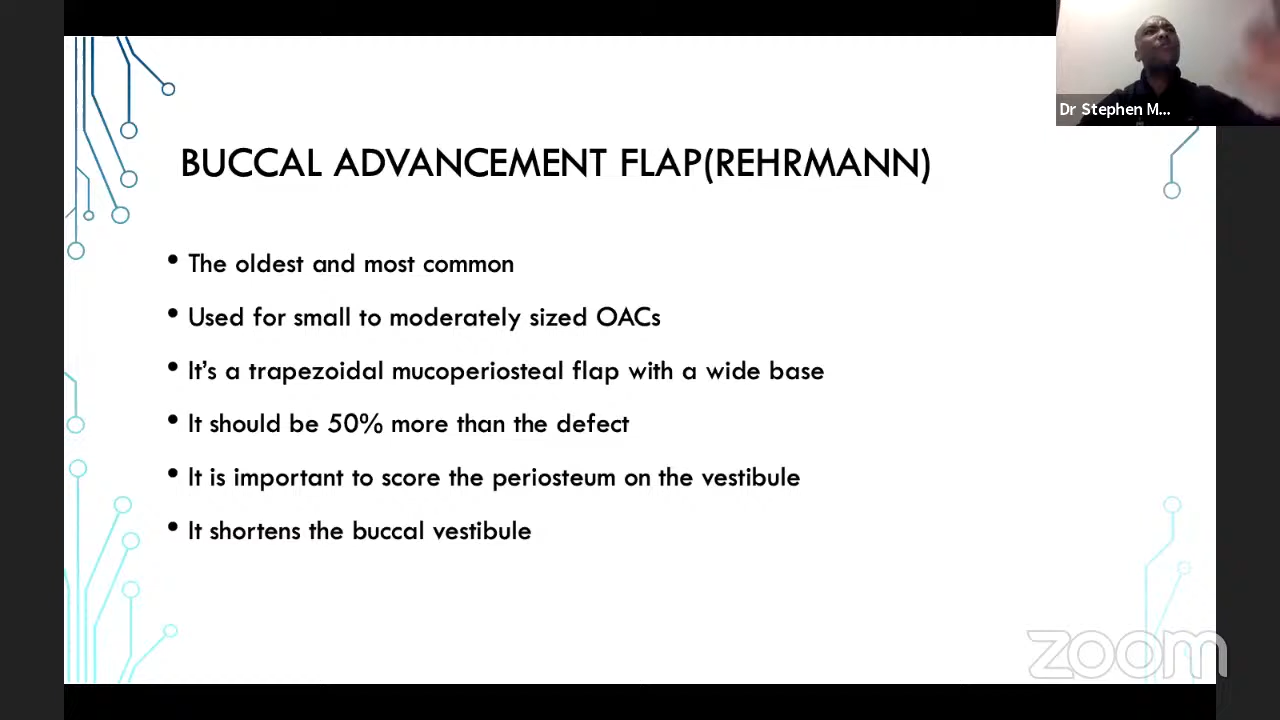 Dr Stephen M...
BUCCAL ADVANCEMENT FLAP(REHRMANN)
• The oldest and most common
• Used for small to moderately sized OACs
• It’s a trapezoidal mucoperiosteal flap with a wide base
• It should be 50% more than the defect
• It is important to score the periosteum on the vestibule
• It shortens the buccal vestibule
zoom